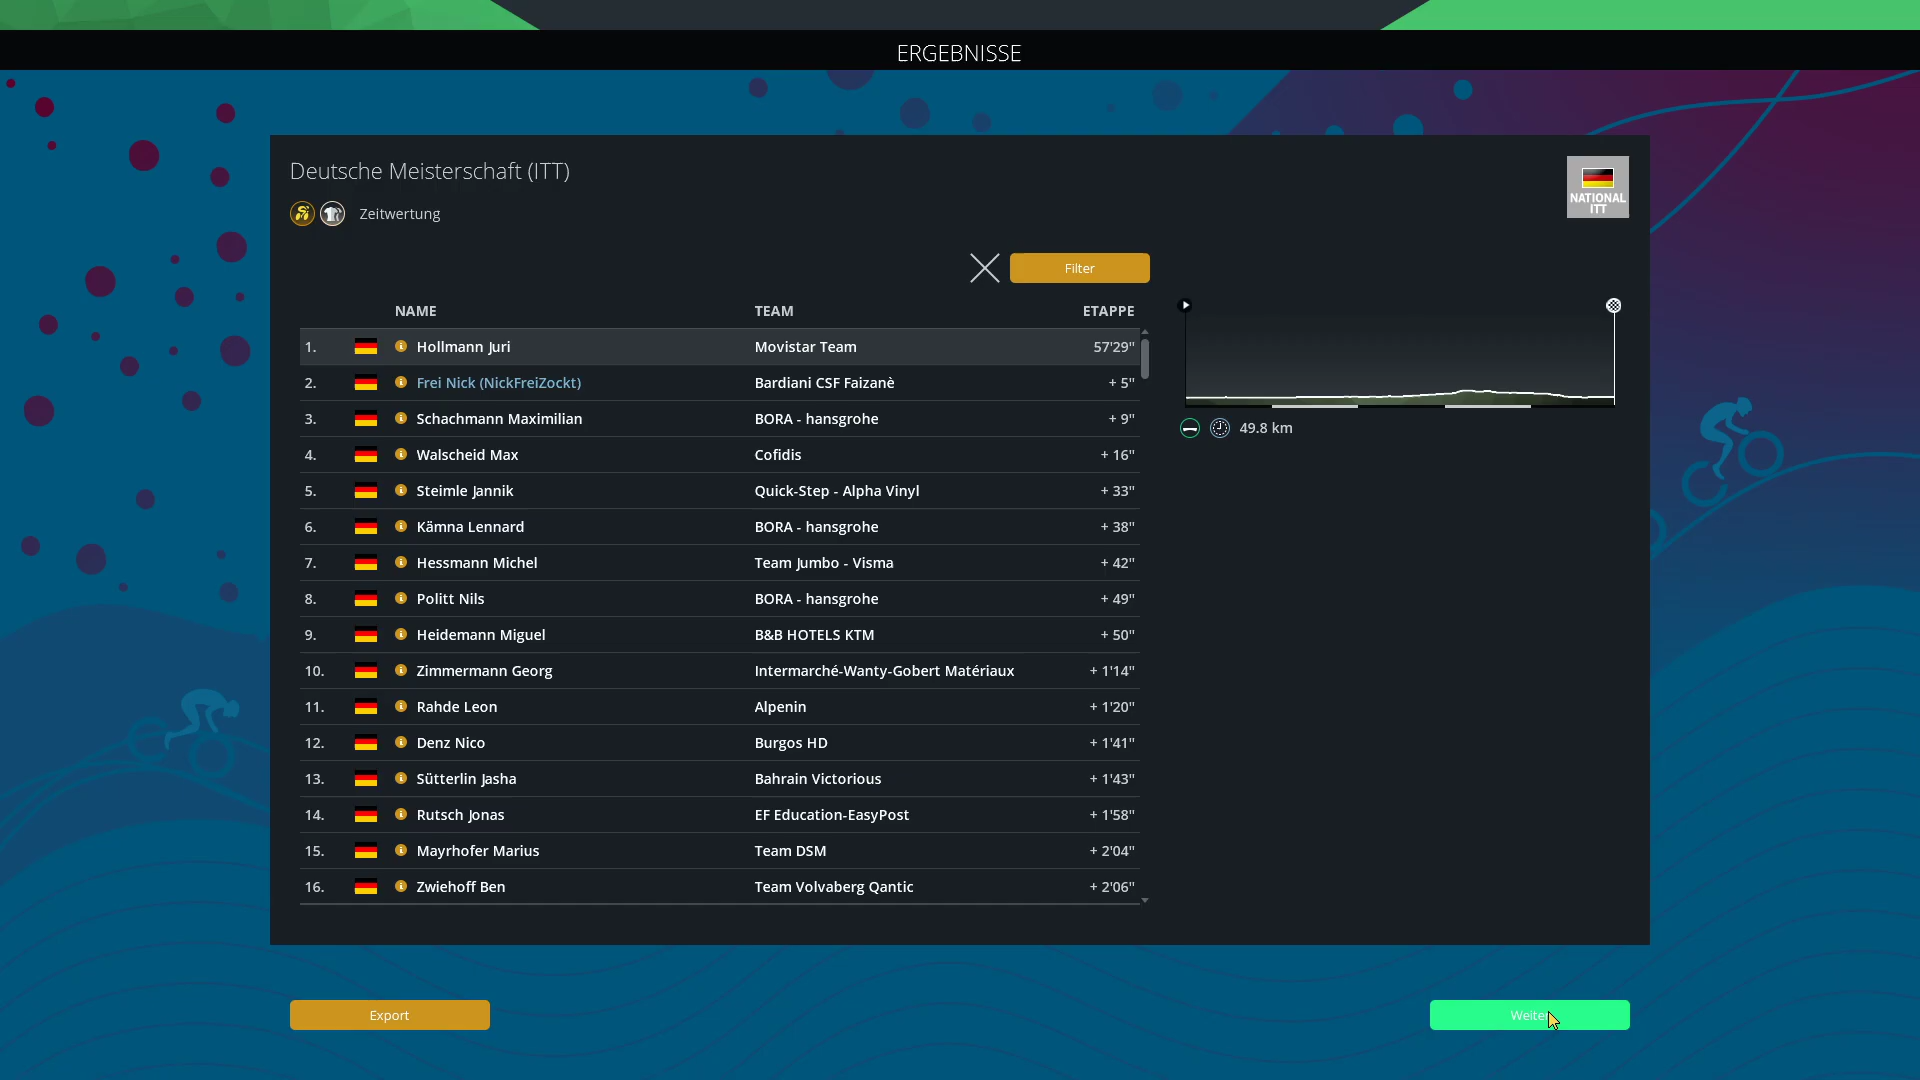 ERGEBNISSE
Deutsche Meisterschaft (ITT)
NATIONAL
ITT
Zeitwertung
Filter
NAME TEAM ETAPPE
1. Hollmann Juri Movistar Team 57'29''
2. Frei Nick (NickFreiZockt) Bardiani CSF Faizanè + 5''
3. Schachmann Maximilian BORA - hansgrohe + 9''
4. Walscheid Max Cofidis + 16''
5. Steimle Jannik Quick-Step - Alpha Vinyl + 33''
6. Kämna Lennard BORA - hansgrohe + 38''
7. Hessmann Michel Team Jumbo - Visma + 42''
8. Politt Nils BORA - hansgrohe + 49''
9. Heidemann Miguel B&B HOTELS KTM + 50''
10. Zimmermann Georg Intermarché-Wanty-Gobert Matériaux + 1'14''
11. Rahde Leon Alpenin + 1'20''
12. Denz Nico Burgos HD + 1'41''
13. Sütterlin Jasha Bahrain Victorious + 1'43''
14. Rutsch Jonas EF Education-EasyPost + 1'58''
15. Mayrhofer Marius Team DSM + 2'04''
16. Zwiehoff Ben Team Volvaberg Qantic + 2'06''
49.8 km
Export
Weiter